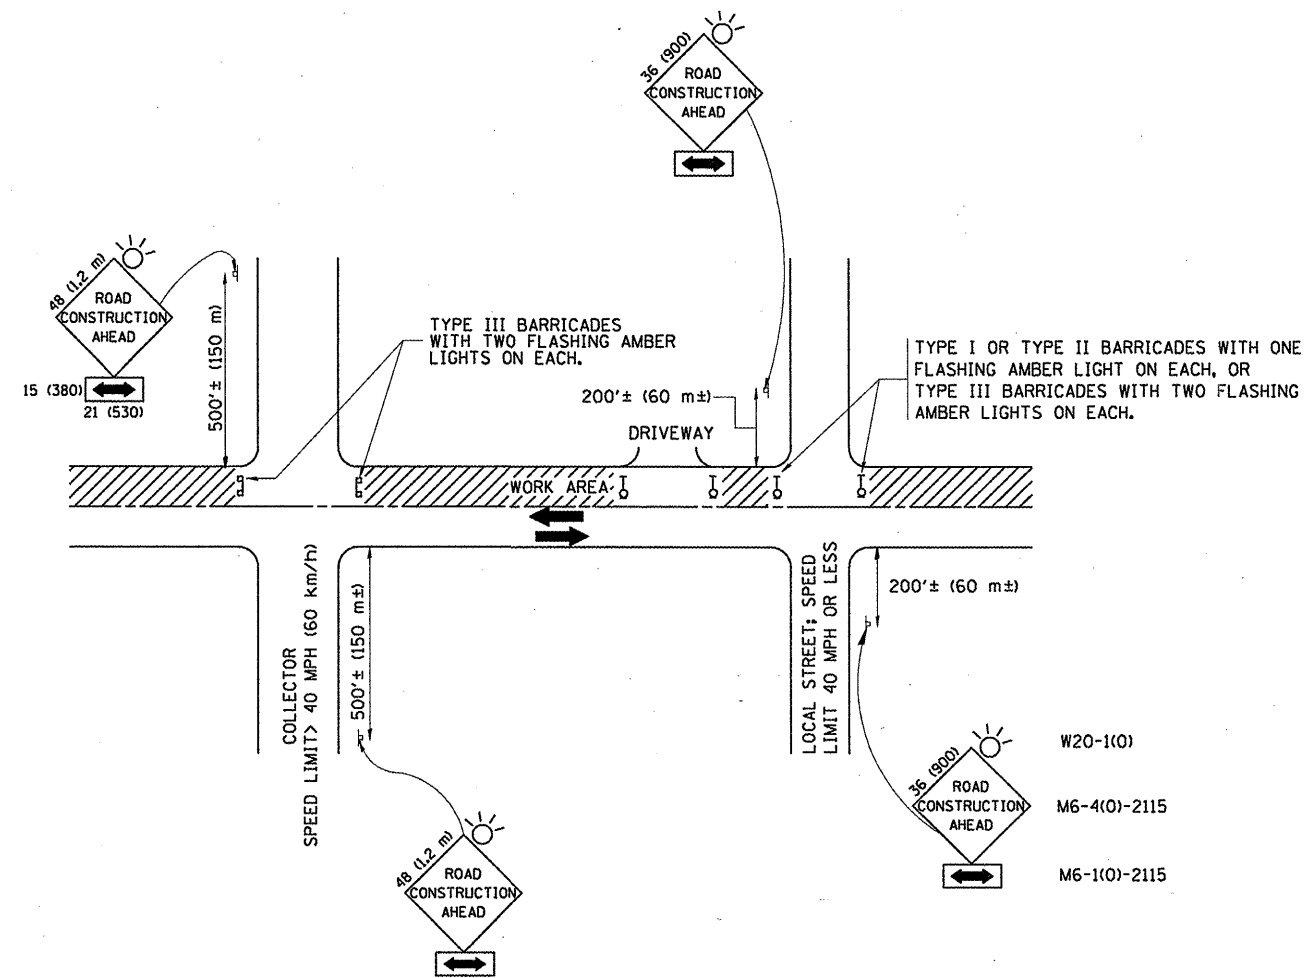 36 (900)
ROAD
CONSTRUCTION
AHEAD
48 (1.2 m)
ROAD
CONSTRUCTION
AHEAD
15 (380)
21 (530)
500'± (150 m)
TYPE III BARRICADES
WITH TWO FLASHING AMBER
LIGHTS ON EACH.
200'± (60 m±)
DRIVEWAY
TYPE I OR TYPE II BARRICADES WITH ONE
FLASHING AMBER LIGHT ON EACH, OR
TYPE III BARRICADES WITH TWO FLASHING
AMBER LIGHTS ON EACH.
WORK AREA
COLLECTOR
SPEED LIMIT> 40 MPH (60 km/h)
500'± (150 m±)
LOCAL STREET; SPEED
LIMIT 40 MPH OR LESS
200'± (60 m±)
48 (1.2 m)
ROAD
CONSTRUCTION
AHEAD
36 (900)
ROAD
CONSTRUCTION
AHEAD
W20-1(O)
M6-4(O)-2115
M6-1(O)-2115